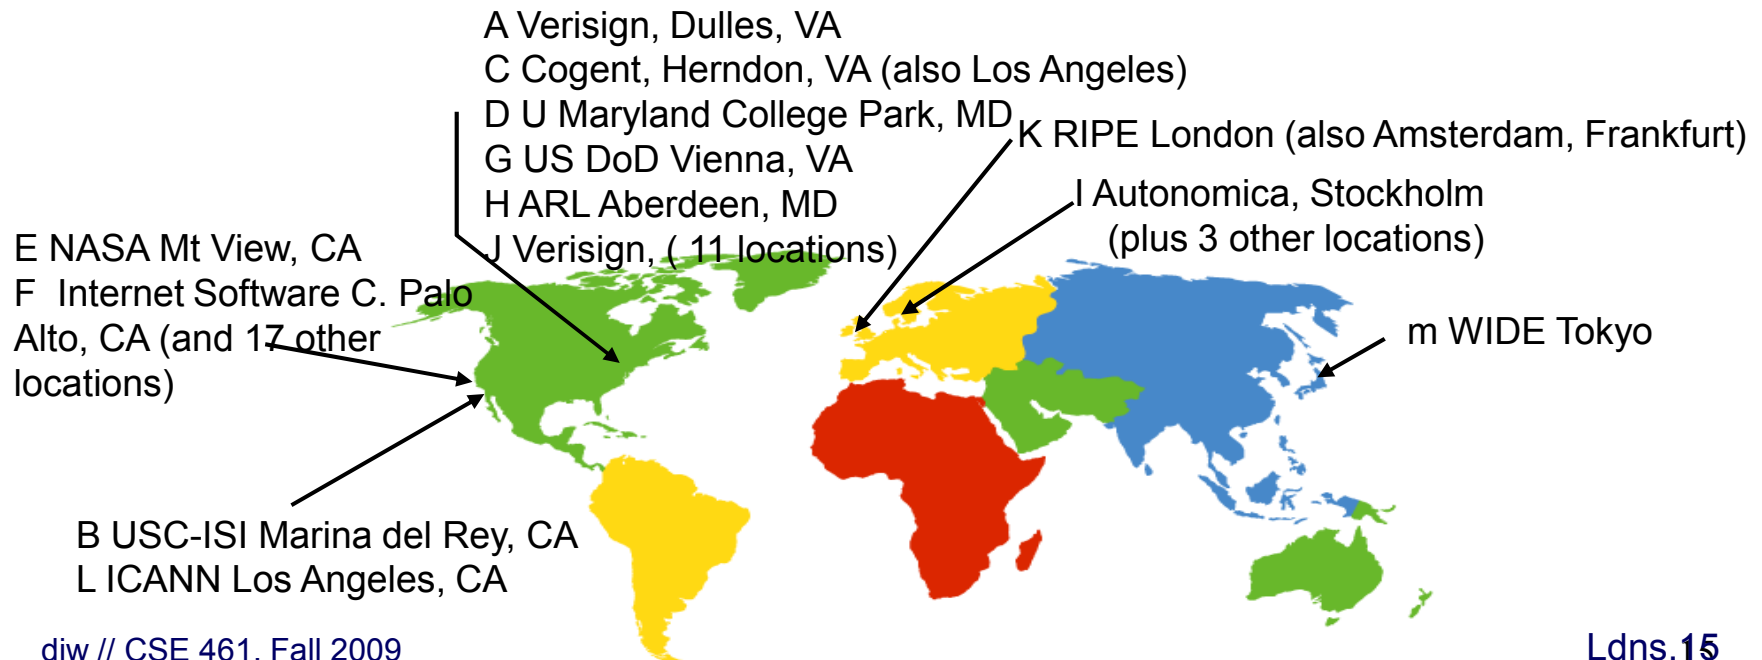 A Verisign, Dulles, VA
C Cogent, Herndon, VA (also Los Angeles)
D U Maryland College Park, MD
G US DoD Vienna, VA
H ARL Aberdeen, MD
J Verisign, ( 11 locations)
K RIPE London (also Amsterdam, Frankfurt)
I Autonomica, Stockholm
(plus 3 other locations)
E NASA Mt View, CA
F Internet Software C. Palo
Alto, CA (and 17 other
locations)
m WIDE Tokyo
B USC-ISI Marina del Rey, CA
L ICANN Los Angeles, CA
djw // CSE 461, Fall 2009
Ldns.15